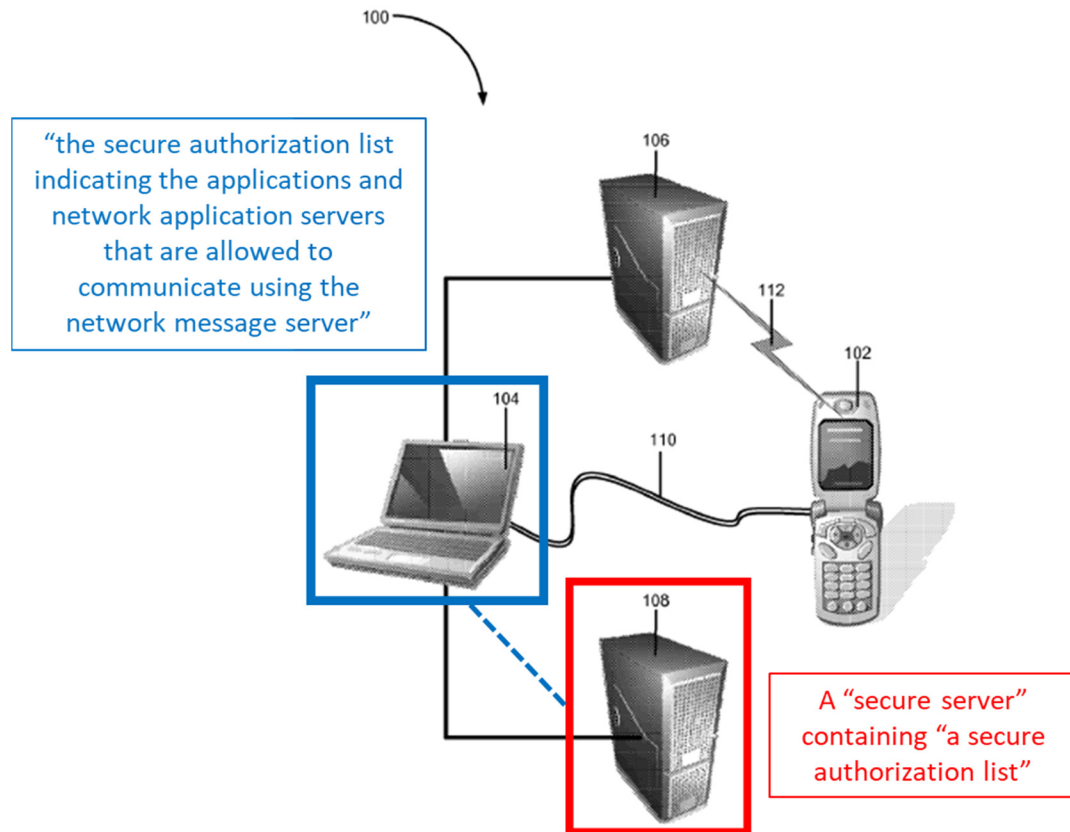 100
“the secure authorization list
indicating the applications and
network application servers
that are allowed to
communicate using the
network message server”
106
112
102
104
110
108
A “secure server”
containing “a secure
authorization list”